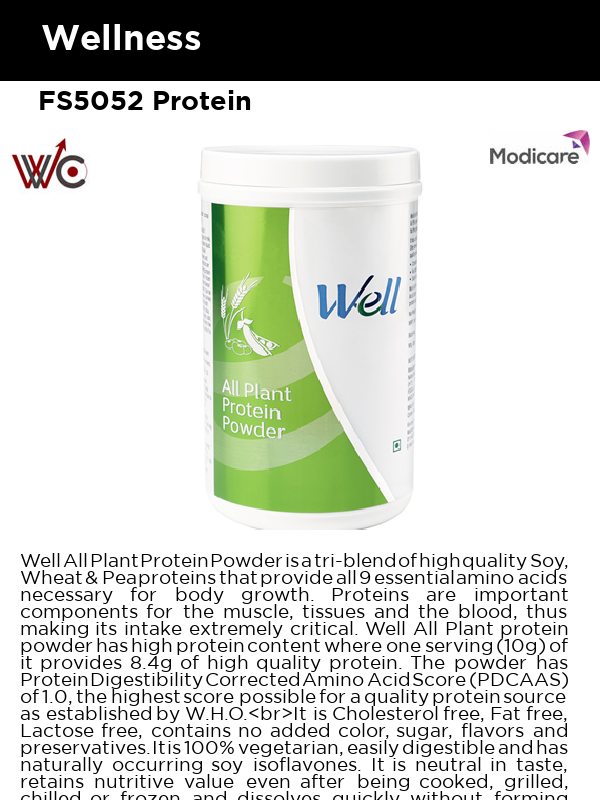 Wellness
FS5052 Protein
WC
Modicare
Well
All Plant
Protein
Powder
Well All Plant Protein Powder is a tri-blend of high quality Soy,
Wheat & Pea proteins that provide all 9 essential amino acids
necessary for body growth. Proteins are important
components for the muscle, tissues and the blood, thus
making its intake extremely critical. Well All Plant protein
powder has high protein content where one serving (10g) of
it provides 8.4g of high quality protein. The powder has
Protein Digestibility Corrected Amino Acid Score (PDCAAS)
of 1.0, the highest score possible for a quality protein source
as established by W.H.O.<br>It is Cholesterol free, Fat free,
Lactose free, contains no added color, sugar, flavors and
preservatives. It is 100% vegetarian, easily digestible and has
naturally occurring soy isoflavones. It is neutral in taste,
retains nutritive value even after being cooked, grilled,
chilled or frozen and dissolves quickly without forming